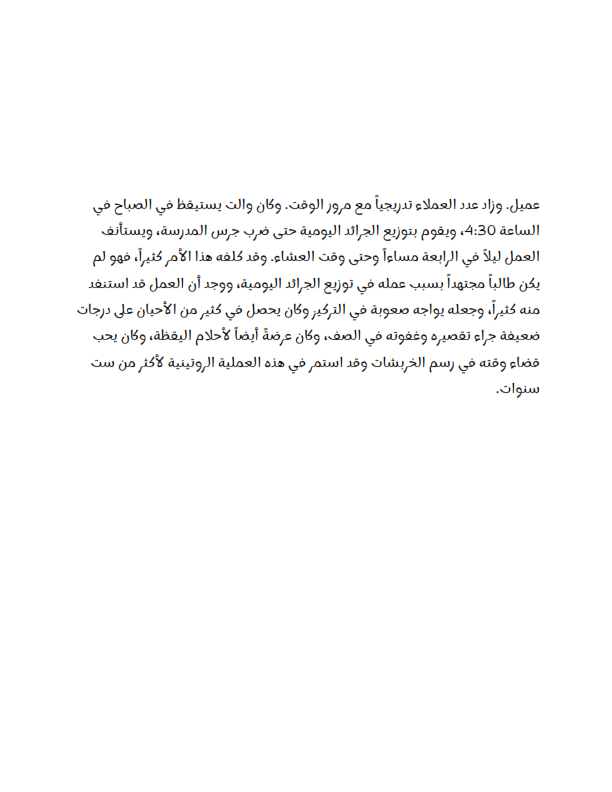 عميل. وزاد عدد العملاء تدريجياً مع مرور الوقت. وكان والت يستيقظ في الصباح في
الساعة 4:30، ويقوم بتوزيع الجرائد اليومية حتى ضرب جرس المدرسة، ويستأنف
العمل ليلاً في الرابعة مساءاً وحتى وقت العشاء. وقد كلفه هذا الأمر كثيراً، فهو لم
يكن طالباً مجتهداً بسبب عمله في توزيع الجرائد اليومية، ووجد أن العمل قد استنفد
منه كثيراً، وجعله يواجه صعوبة في التركيز وكان يحصل في كثير من الأحيان على درجات
ضعيفة جراء تقصيره وغفوته في الصف، وكان عرضةً أيضاً لأحلام اليقظة، وكان يحب
قضاء وقته في رسم الخربشات وقد استمر في هذه العملية الروتينية لأكثر من ست
سنوات.